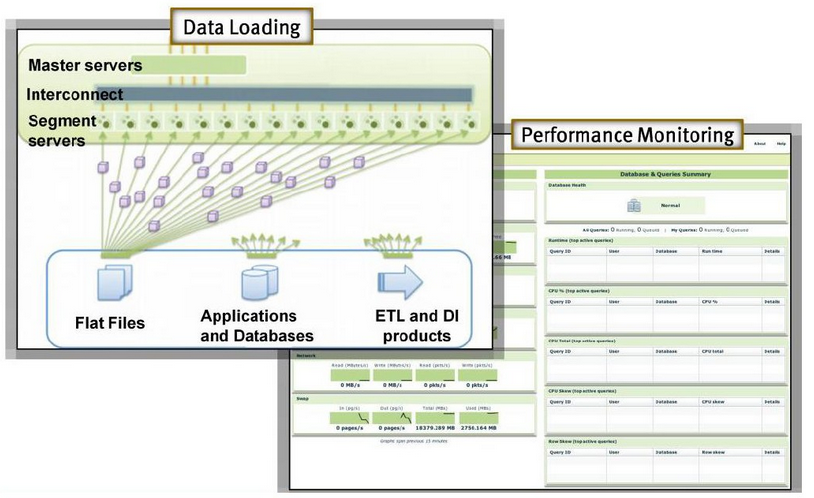 Data Loading
Master servers
Interconnect
Segment
servers
Flat Files
Applications
and Databases
ETL and DI
products
Performance Monitoring
About Help
Database & Queries Summary
Database Health
Normal
All Queries: 0 Running, 0 Queued / My Queries: 0 Running, 0 Queued
Runtime (top active queries)
Query ID User Database Run time Details
CPU % (top active queries)
Query ID User Database CPU % Details
CPU Total (top active queries)
Query ID User Database CPU total Details
CPU Skew (top active queries)
Query ID User Database CPU skew Details
Row Skew (top active queries)
Query ID User Database Row skew Details
.66 MB
Network
Read (MBytes/s) Write (MBytes/s) Read (pkts/s) Write (pkts/s)
0 MB/s 0 MB/s 0 pkts/s 0 pkts/s
Swap
In (pg/s) Out (pg/s) Total (MBs) Used (MBs)
0 pages/s 0 pages/s 18379.289 MB 2756.164 MB
Graphs span previous 15 minutes